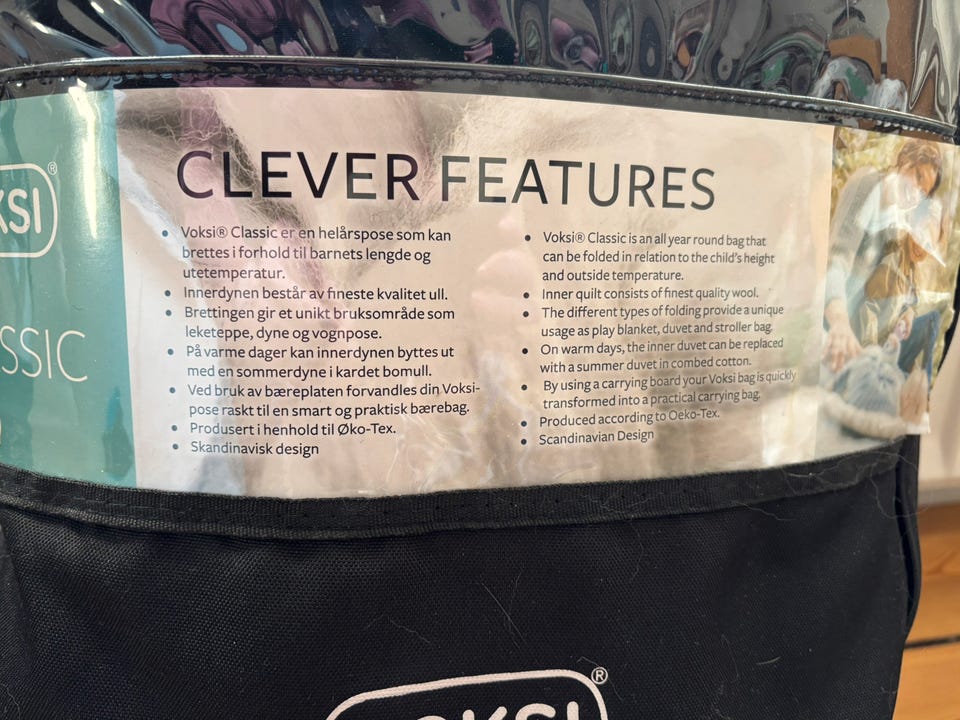 CLEVER FEATURES
KSI®
SSIC
• Voksi® Classic er en helårspose som kan
brettes i forhold til barnets lengde og
utetemperatur.
• Innerdynen består av fineste kvalitet ull.
• Brettingen gir et unikt bruksområde som
leketeppe, dyne og vognpose.
• På varme dager kan innerdynen byttes ut
med en sommerdyne i kardet bomull.
• Ved bruk av bæreplaten forvandles din Voksi-
pose raskt til en smart og praktisk bærebag.
• Produsert i henhold til Øko-Tex.
• Skandinavisk design
• Voksi® Classic is an all year round bag that
can be folded in relation to the child's height
and outside temperature.
• Inner quilt consists of finest quality wool.
• The different types of folding provide a unique
usage as play blanket, duvet and stroller bag.
• On warm days, the inner duvet can be replaced
with a summer duvet in combed cotton.
• By using a carrying board your Voksi bag is quickly
transformed into a practical carrying bag.
• Produced according to Oeko-Tex.
• Scandinavian Design
VOKSI®